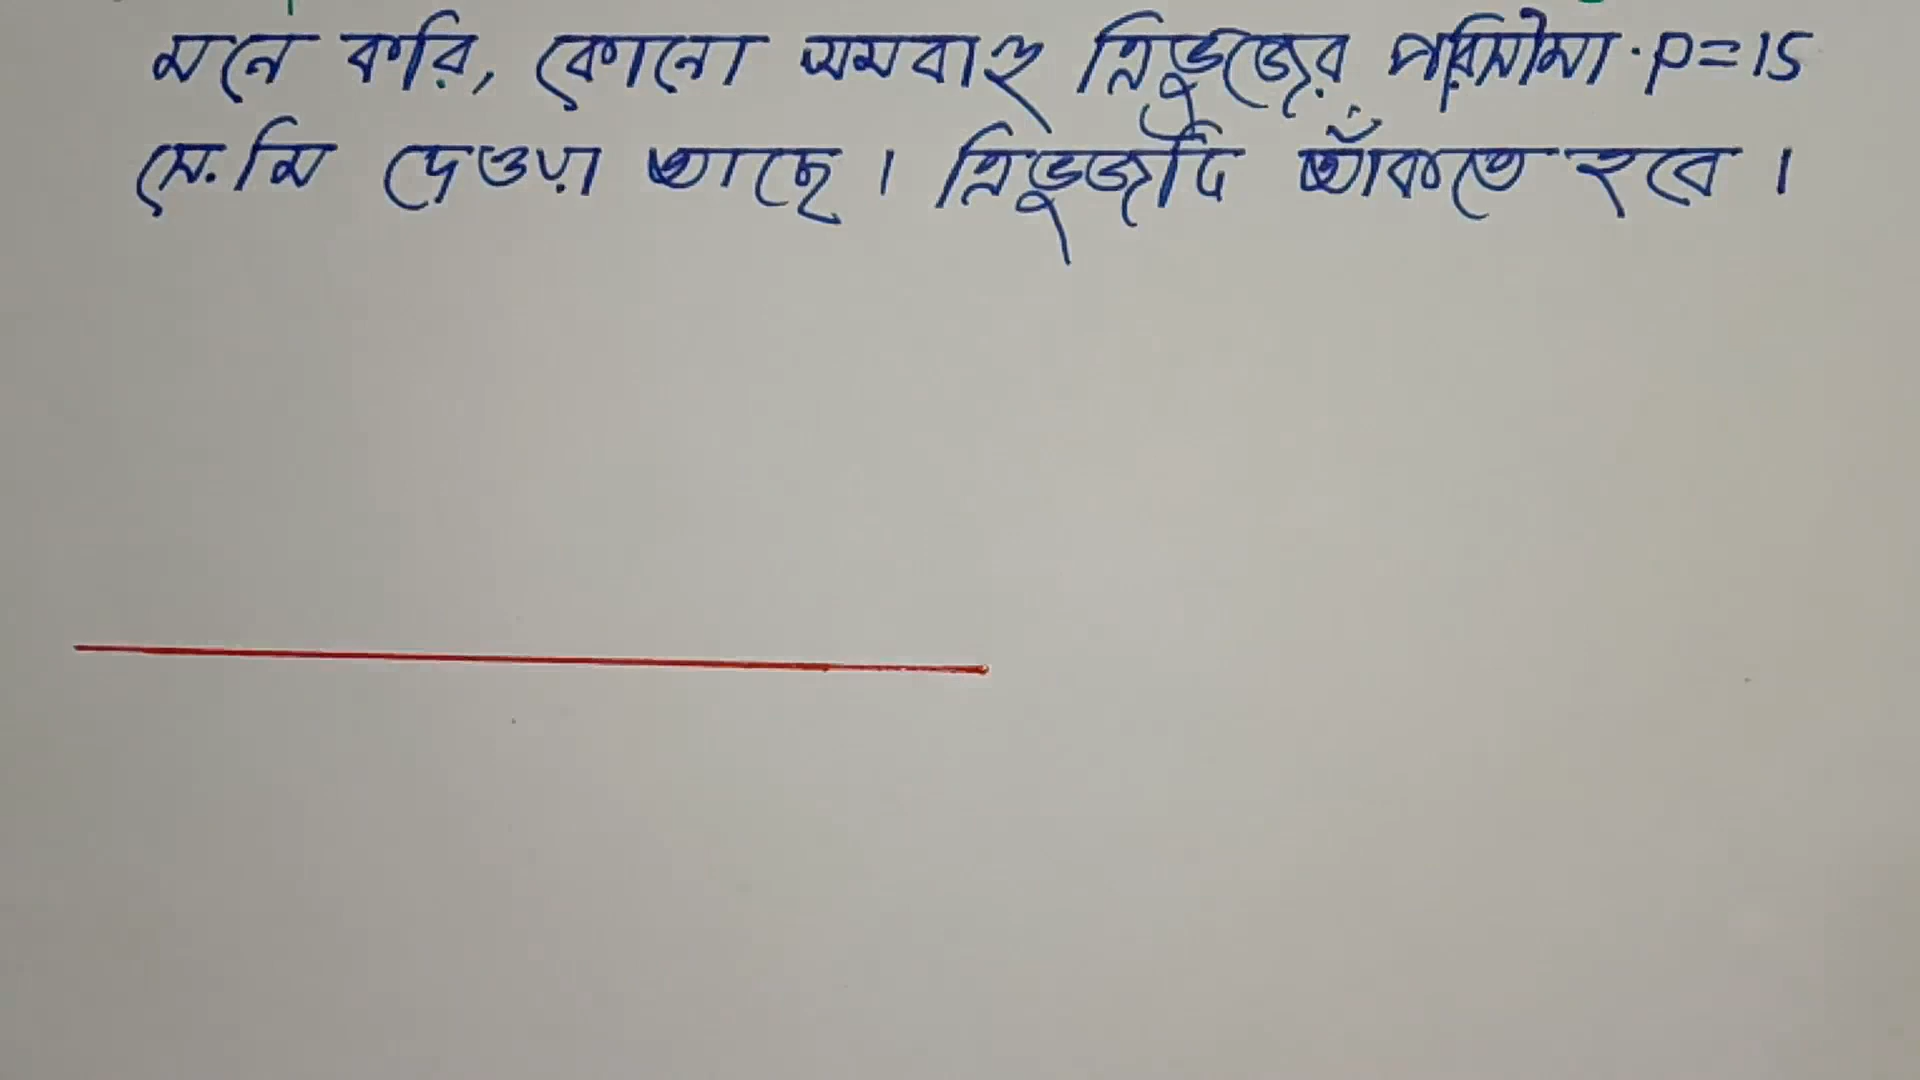 মনে করি, কোনো সমবাহু ত্রিভুজের পরিসীমা P=15
সে.মি দেওয়া আছে। ত্রিভুজটি আঁকতে হবে।